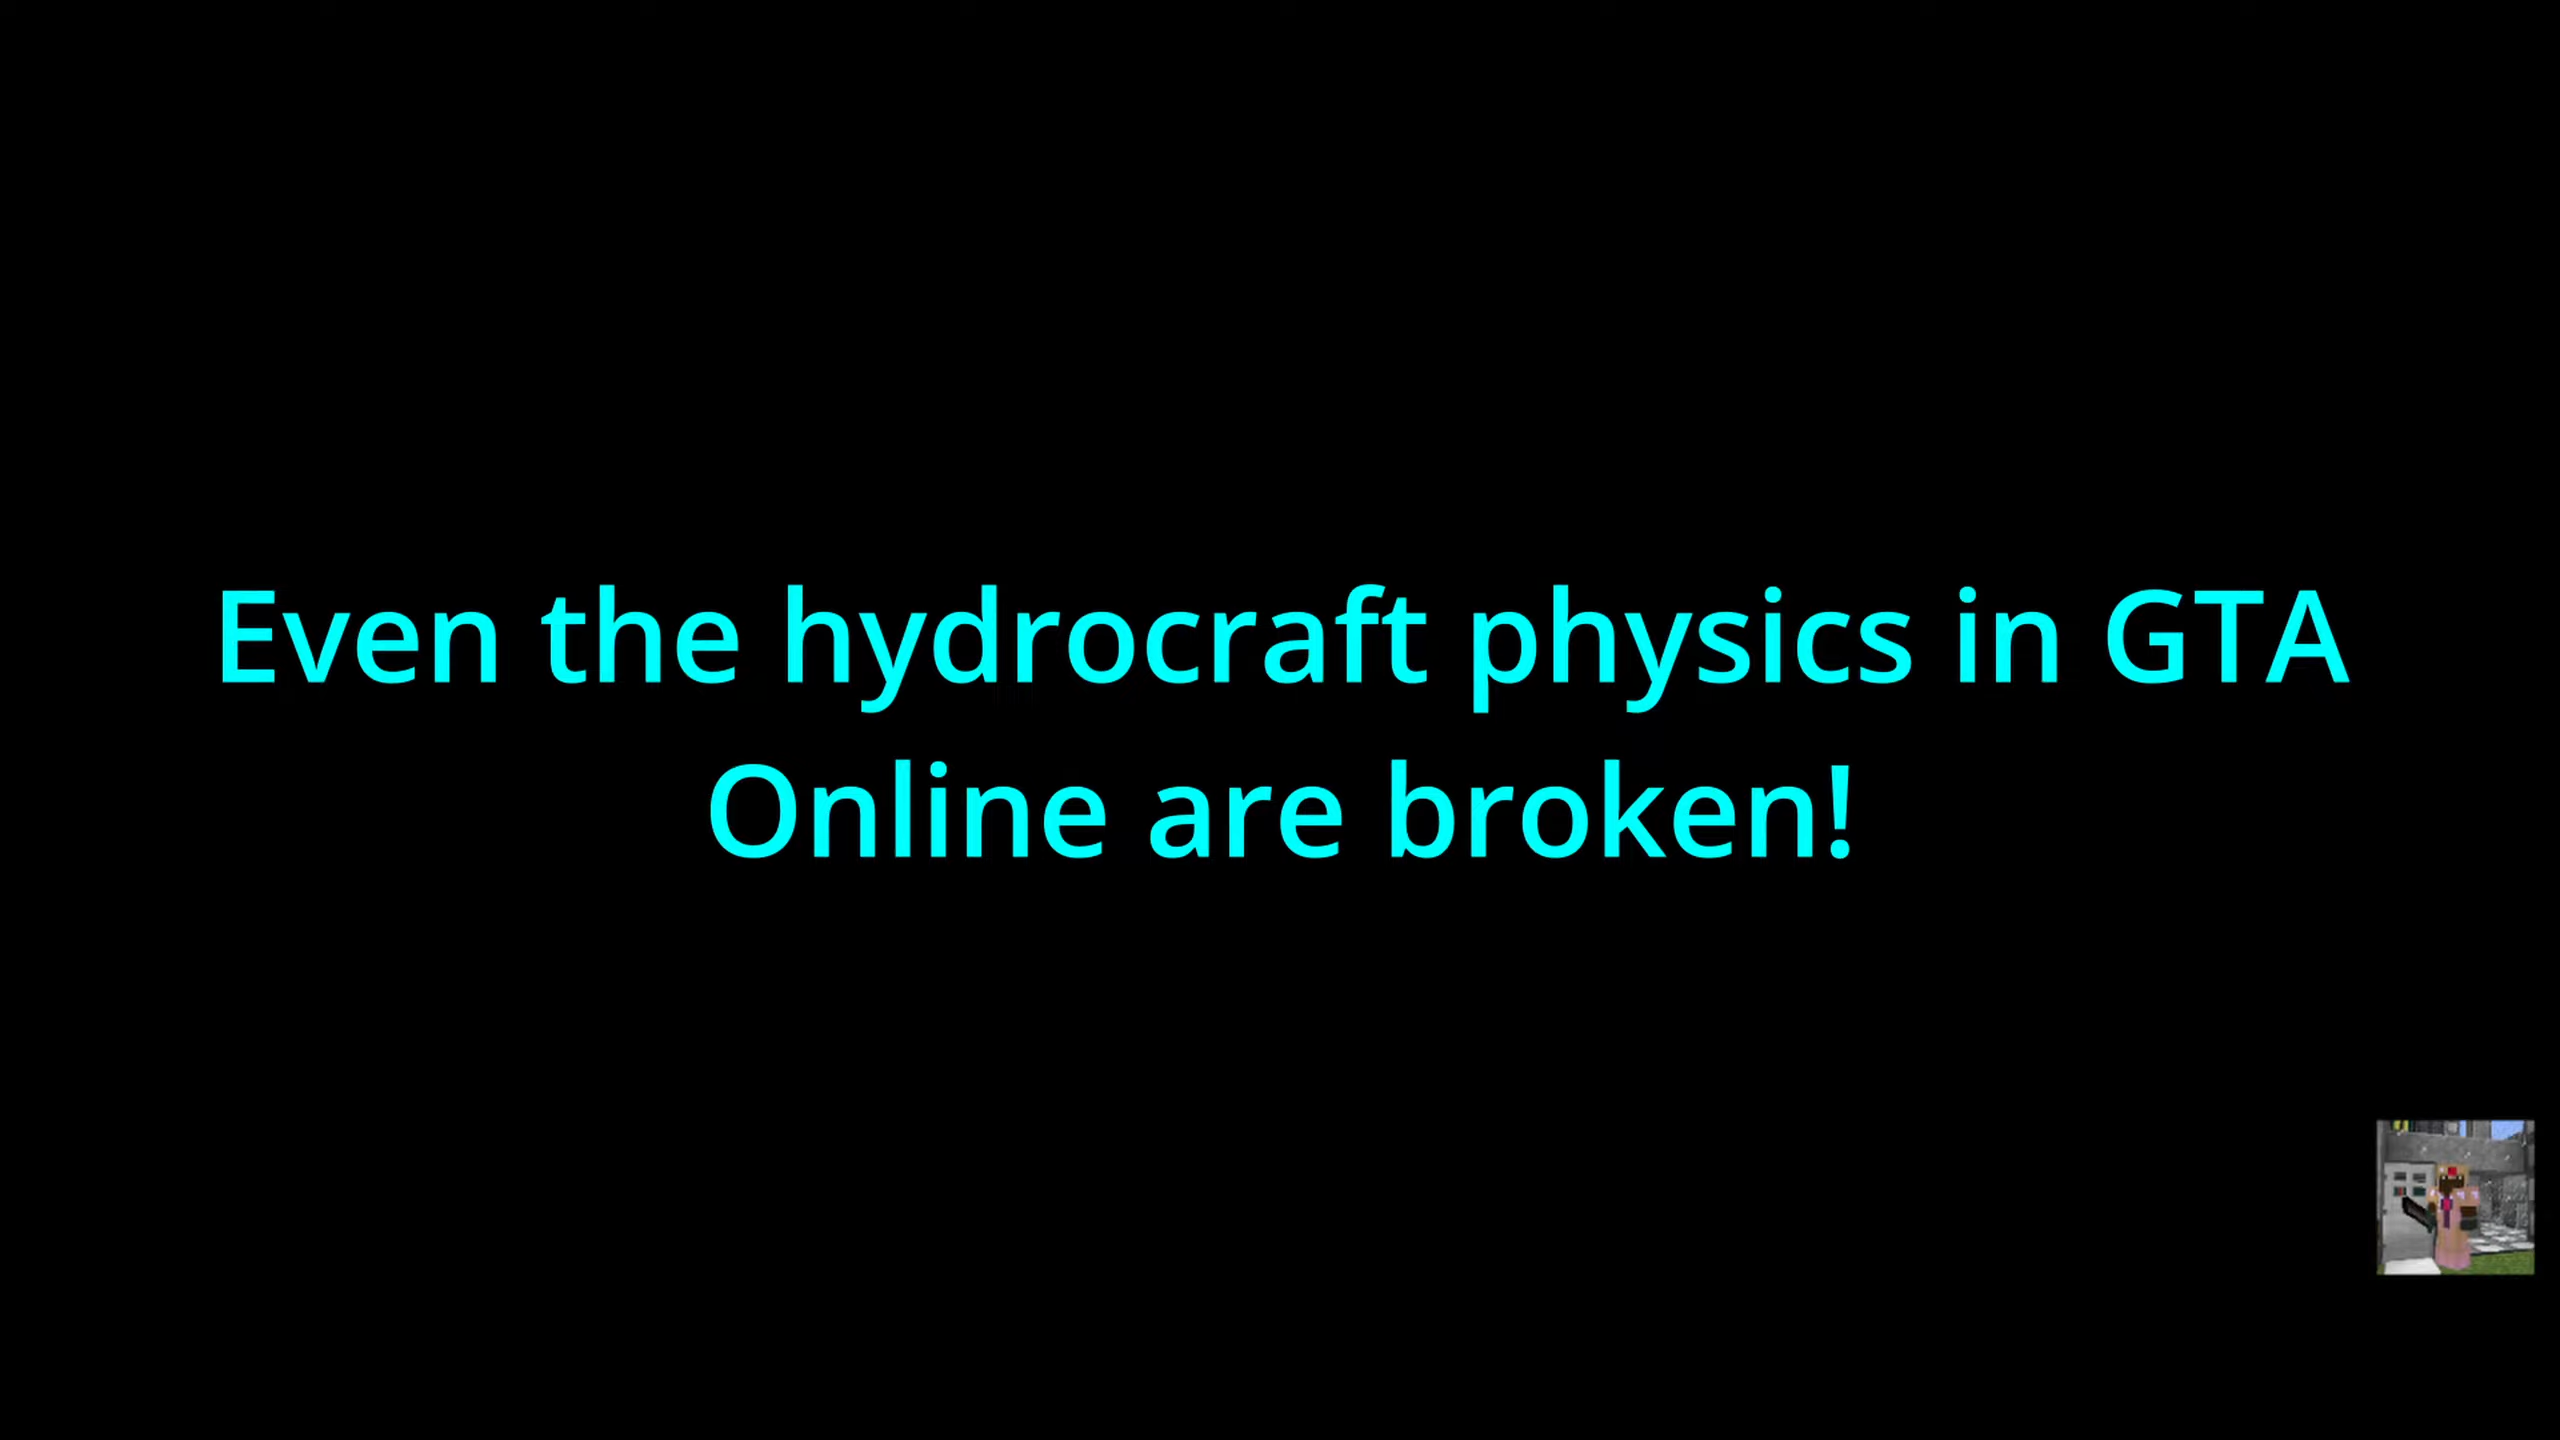 Even the hydrocraft physics in GTA
Online are broken!